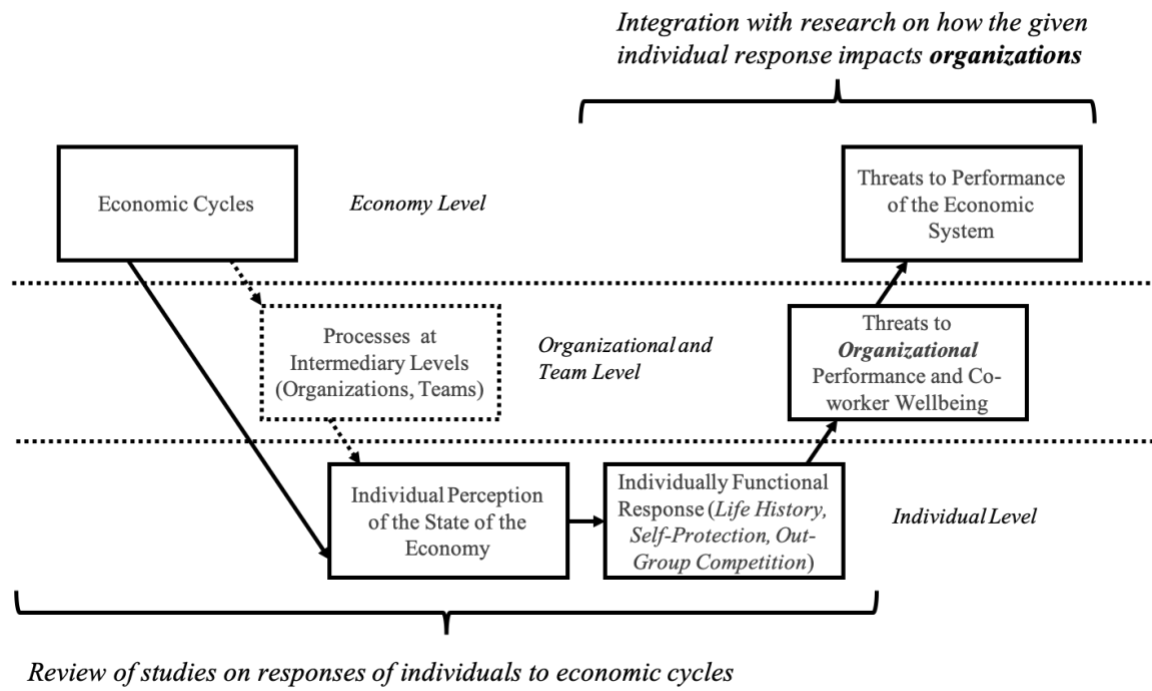 Integration with research on how the given
individual response impacts organizations
Economic Cycles
Economy Level
Threats to Performance
of the Economic
System
Processes at
Intermediary Levels
(Organizations, Teams)
Organizational and
Team Level
Threats to
Organizational
Performance and Co-
worker Wellbeing
Individual Perception
of the State of the
Economy
Individually Functional
Response (Life History,
Self-Protection, Out-
Group Competition)
Individual Level
Review of studies on responses of individuals to economic cycles